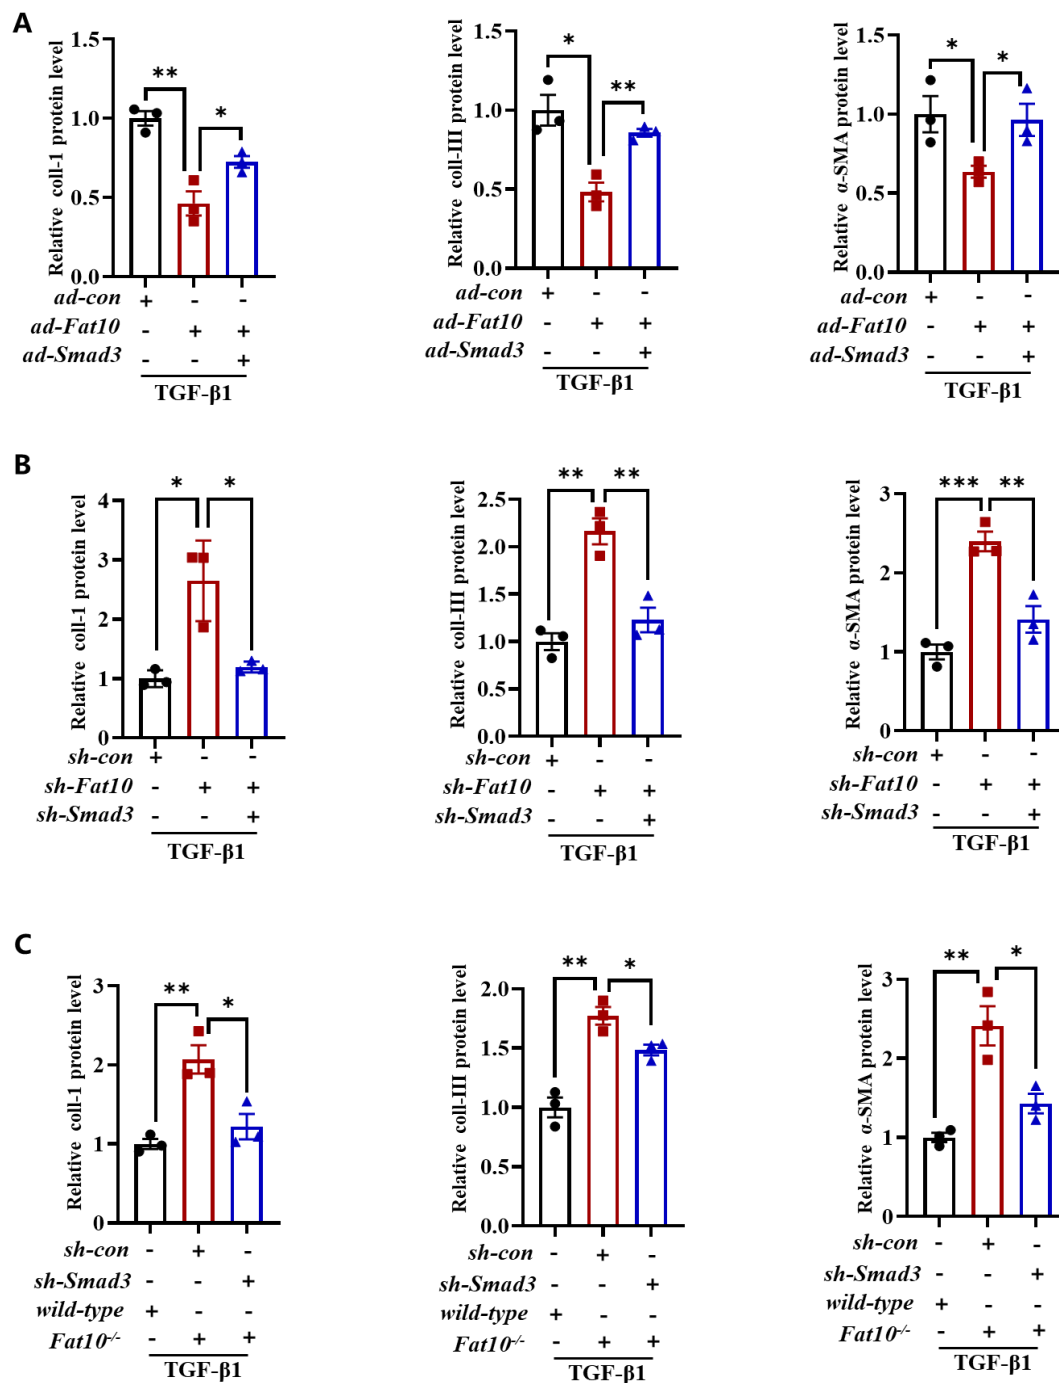 A
Relative coll-1 protein level
1.5
1.0
0.5
0.0
** *
ad-con + - -
ad-Fat10 - + +
ad-Smad3 - - +
TGF-β1
Relative coll-III protein level
1.5
1.0
0.5
0.0
* **
+ - -
- + +
- - +
TGF-β1
Relative α-SMA protein level
1.5
1.0
0.5
0.0
* *
ad-con + - -
ad-Fat10 - + +
ad-Smad3 - - +
TGF-β1
B
Relative coll-1 protein level
4
3
2
1
0
* *
sh-con + - -
sh-Fat10 - + +
sh-Smad3 - - +
TGF-β1
Relative coll-III protein level
2.5
2.0
1.5
1.0
0.5
0.0
** **
sh-con + - -
sh-Fat10 - + +
sh-Smad3 - - +
TGF-β1
Relative α-SMA protein level
3
2
1
0
*** **
sh-con + - -
sh-Fat10 - + +
sh-Smad3 - - +
TGF-β1
C
Relative coll-1 protein level
3
2
1
0
** *
sh-con - + -
sh-Smad3 - - +
wild-type + - -
Fat10-/- - + +
TGF-β1
Relative coll-III protein level
2.0
1.5
1.0
0.5
0.0
** *
sh-con - + -
sh-Smad3 - - +
wild-type + - -
Fat10-/- - + +
TGF-β1
Relative α-SMA protein level
3
2
1
0
** *
sh-con - + -
sh-Smad3 - - +
wild-type + - -
Fat10-/- - + +
TGF-β1